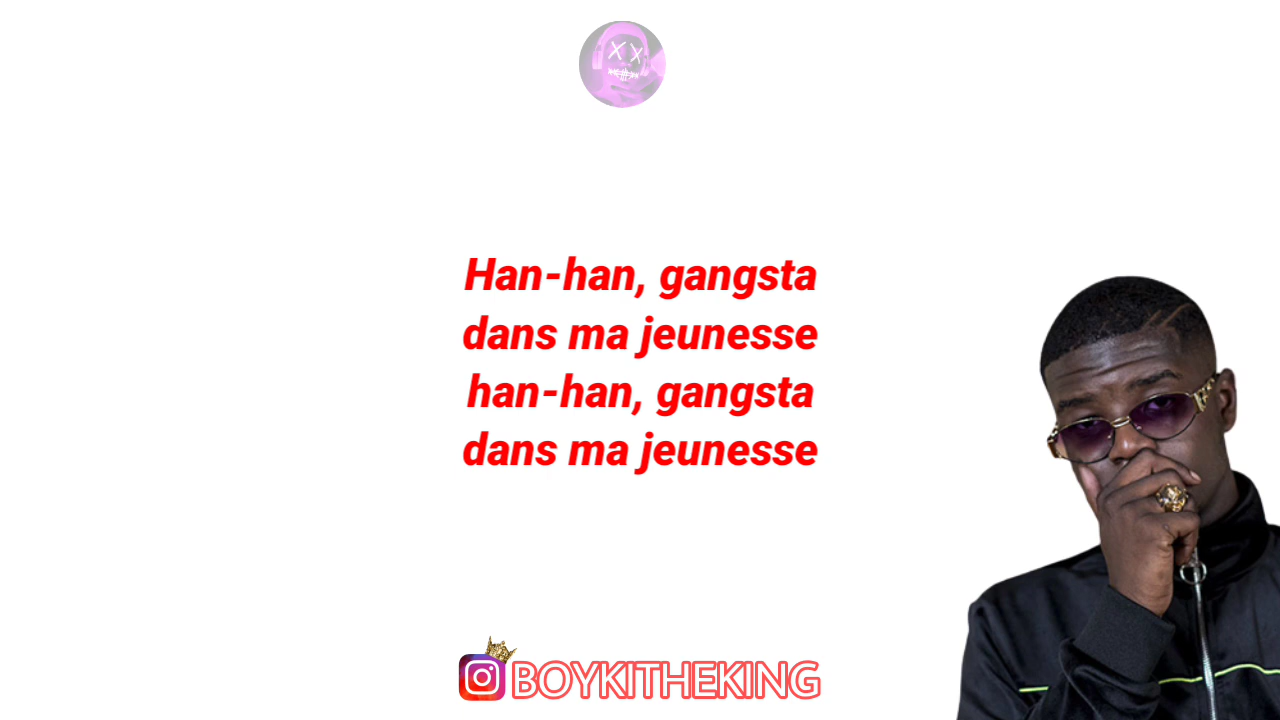 Han-han, gangsta
dans ma jeunesse
han-han, gangsta
dans ma jeunesse
BOYKITHEKING